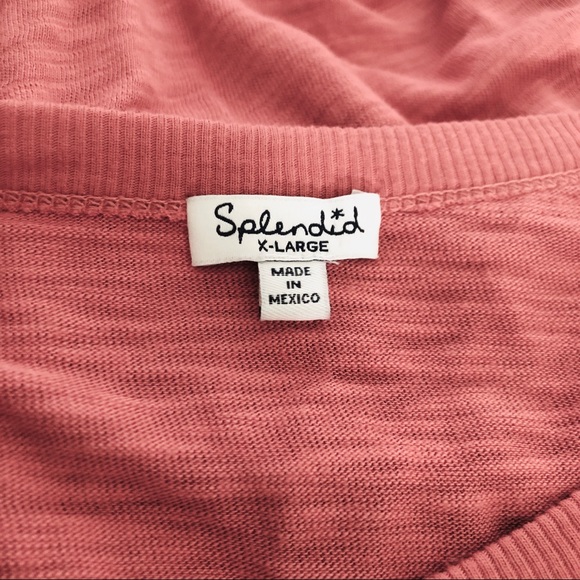 Splendid
X-LARGE
MADE
IN
MEXICO